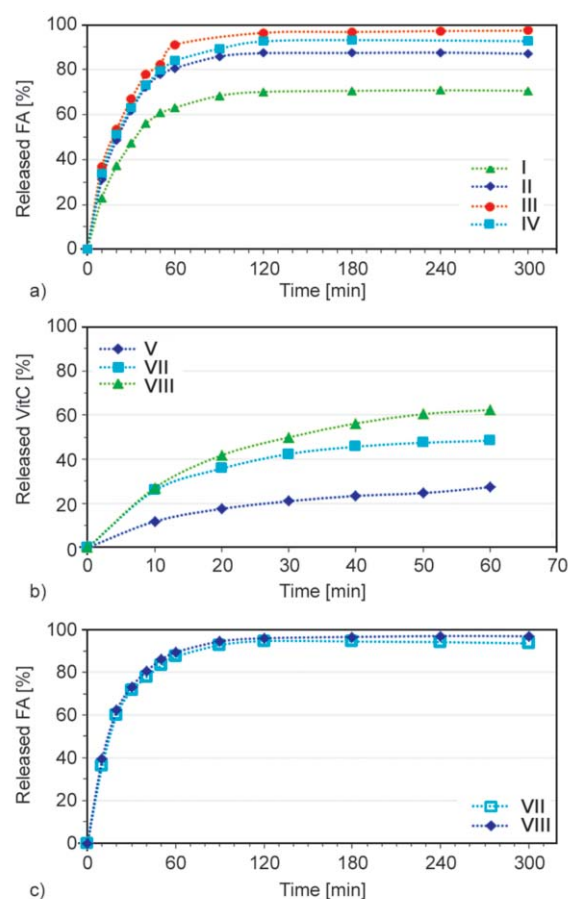 100
80
60
40
20
0
Released FA [%]
I
II
III
IV
0 60 120 180 240 300
Time [min]
a)
100
80
60
40
20
0
Released VitC [%]
V
VII
VIII
0 10 20 30 40 50 60 70
Time [min]
b)
100
80
60
40
20
0
Released FA [%]
VII
VIII
0 60 120 180 240 300
Time [min]
c)